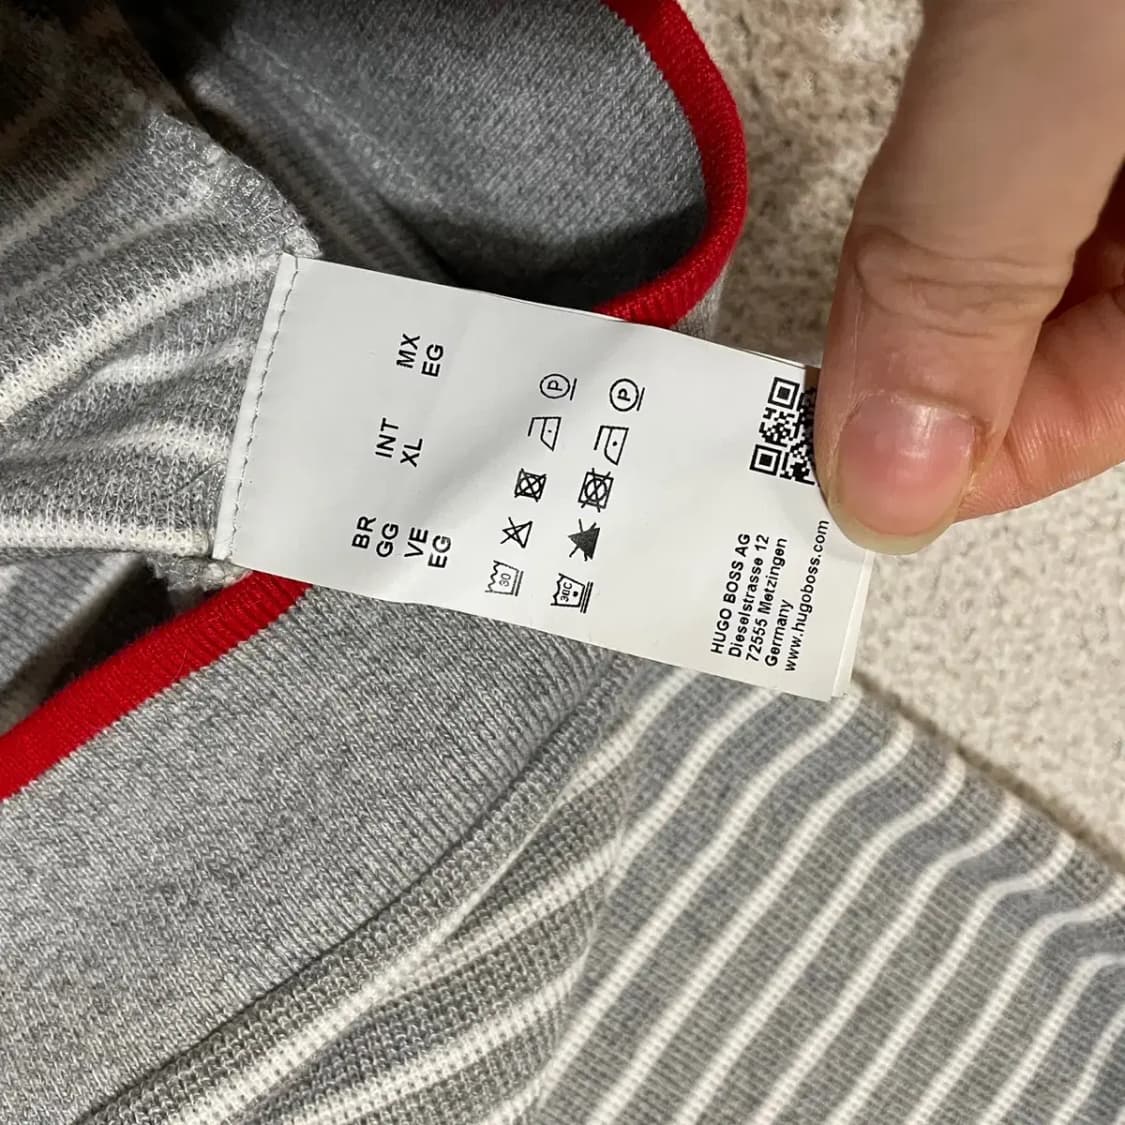 BR
GG
VE
EG
INT
XL
MX
EG
30
P
30C
P
HUGO BOSS AG
Dieselstrasse 12
72555 Metzingen
Germany
www.hugoboss.com